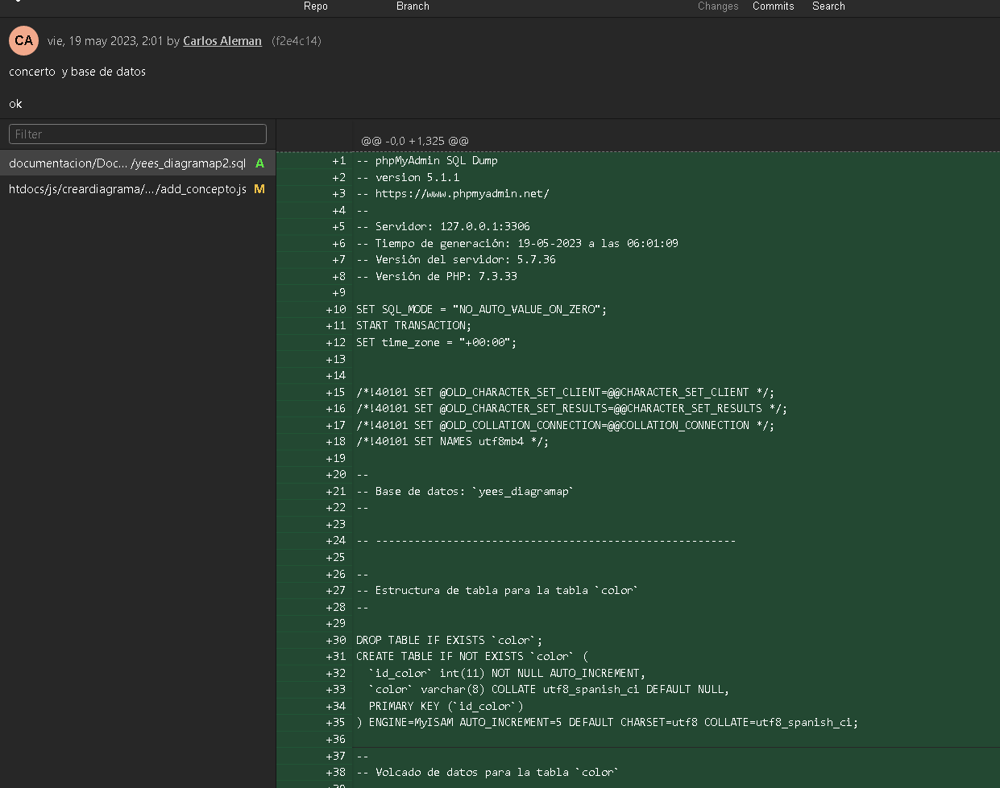 Repo Branch Changes Commits Search
CA vie, 19 may 2023, 2:01 by Carlos Aleman (f2e4c14)
concerto  y base de datos
ok
Filter
documentacion/Doc... /yees_diagramap2.sql A
htdocs/js/creardiagrama/.../add_concepto.js M
@@ -0,0 +1,325 @@
+1 -- phpMyAdmin SQL Dump
+2 -- version 5.1.1
+3 -- https://www.phpmyadmin.net/
+4 --
+5 -- Servidor: 127.0.0.1:3306
+6 -- Tiempo de generación: 19-05-2023 a las 06:01:09
+7 -- Versión del servidor: 5.7.36
+8 -- Versión de PHP: 7.3.33
+9
+10 SET SQL_MODE = "NO_AUTO_VALUE_ON_ZERO";
+11 START TRANSACTION;
+12 SET time_zone = "+00:00";
+13
+14
+15 /*!40101 SET @OLD_CHARACTER_SET_CLIENT=@@CHARACTER_SET_CLIENT */;
+16 /*!40101 SET @OLD_CHARACTER_SET_RESULTS=@@CHARACTER_SET_RESULTS */;
+17 /*!40101 SET @OLD_COLLATION_CONNECTION=@@COLLATION_CONNECTION */;
+18 /*!40101 SET NAMES utf8mb4 */;
+19
+20 --
+21 -- Base de datos: `yees_diagramap`
+22 --
+23
+24 -- --------------------------------------------------------
+25
+26 --
+27 -- Estructura de tabla para la tabla `color`
+28 --
+29
+30 DROP TABLE IF EXISTS `color`;
+31 CREATE TABLE IF NOT EXISTS `color` (
+32   `id_color` int(11) NOT NULL AUTO_INCREMENT,
+33   `color` varchar(8) COLLATE utf8_spanish_ci DEFAULT NULL,
+34   PRIMARY KEY (`id_color`)
+35 ) ENGINE=MyISAM AUTO_INCREMENT=5 DEFAULT CHARSET=utf8 COLLATE=utf8_spanish_ci;
+36
+37 --
+38 -- Volcado de datos para la tabla `color`